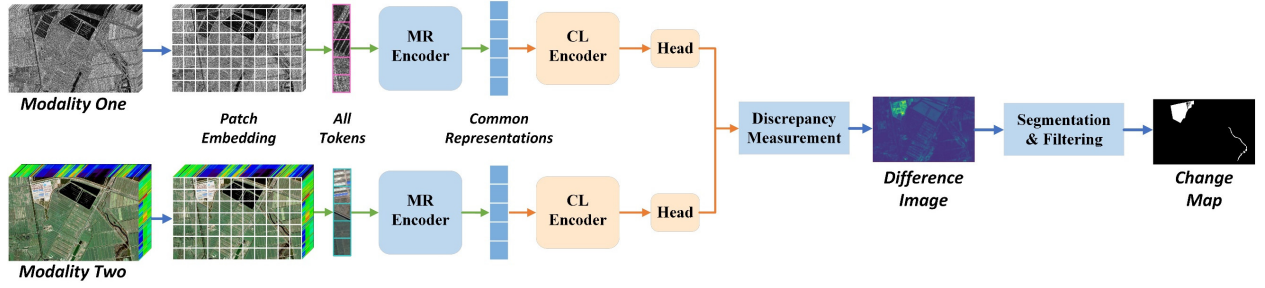 Modality One
Patch
Embedding
All
Tokens
MR
Encoder
Common
Representations
CL
Encoder
Head
Modality Two
MR
Encoder
CL
Encoder
Head
Discrepancy
Measurement
Difference
Image
Segmentation
& Filtering
Change
Map